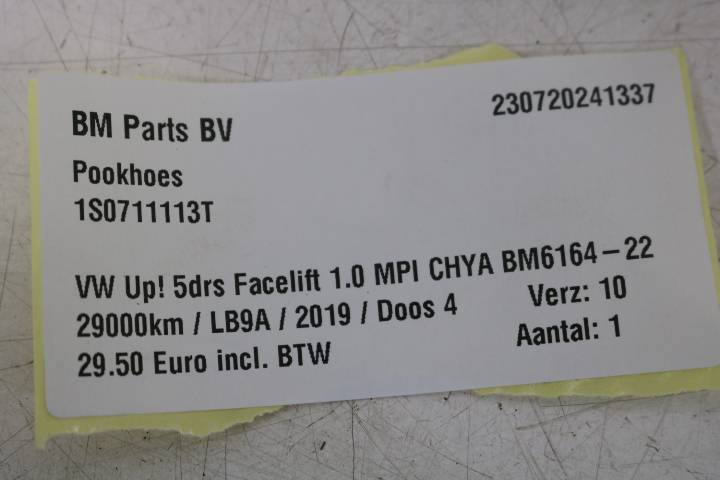 BM Parts BV 230720241337
Pookhoes
1S0711113T
VW Up! 5drs Facelift 1.0 MPI CHYA BM6164-22
29000km / LB9A / 2019 / Doos 4 Verz: 10
29.50 Euro incl. BTW Aantal: 1